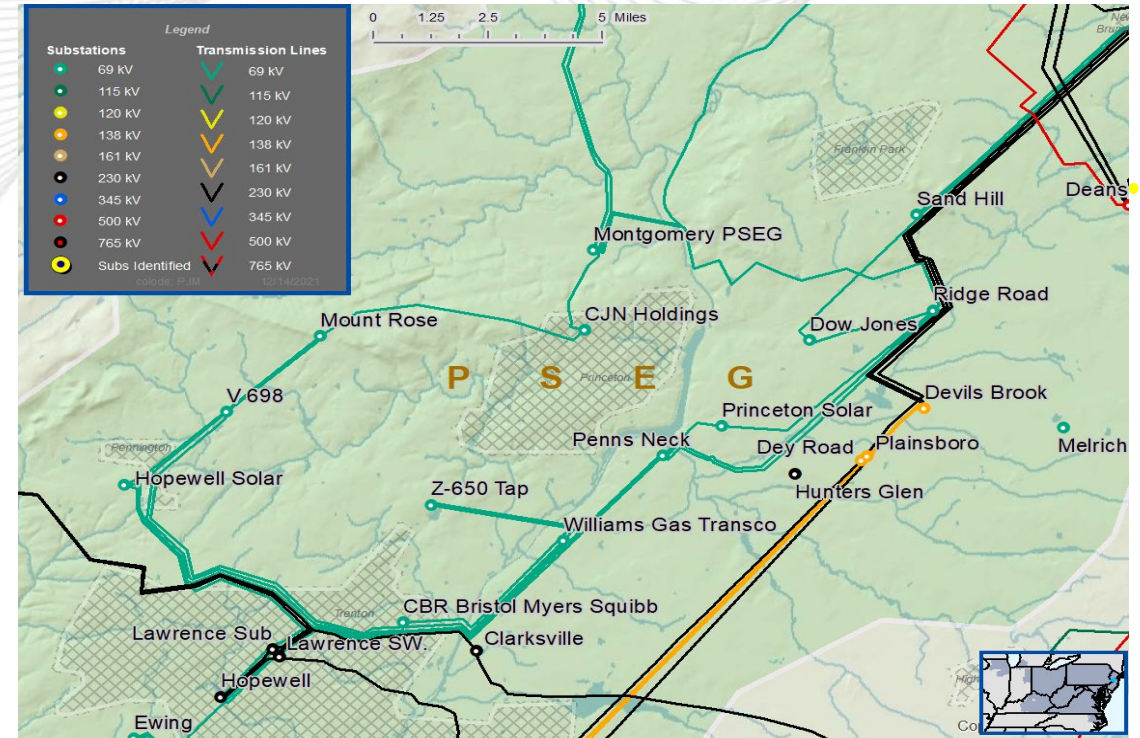 Legend
Substations Transmission Lines
69 kV 69 kV
115 kV 115 kV
120 kV 120 kV
138 kV 138 kV
161 kV 161 kV
230 kV 230 kV
345 kV 345 kV
500 kV 500 kV
765 kV 765 kV
Subs Identified
colode, PJM 12/14/2021
0 1.25 2.5 5 Miles
Franklin Park
Sand Hill
Deans
Montgomery PSEG
Ridge Road
CJN Holdings
Mount Rose
Dow Jones
P S E G
Princeton
V 698
Devils Brook
Princeton Solar
Penns Neck
Dey Road
Plainsboro
Melrich
Pennington
Hopewell Solar
Z-650 Tap
Hunters Glen
Williams Gas Transco
Trenton
CBR Bristol Myers Squibb
Lawrence Sub
Lawrence SW.
Clarksville
Hopewell
Ewing